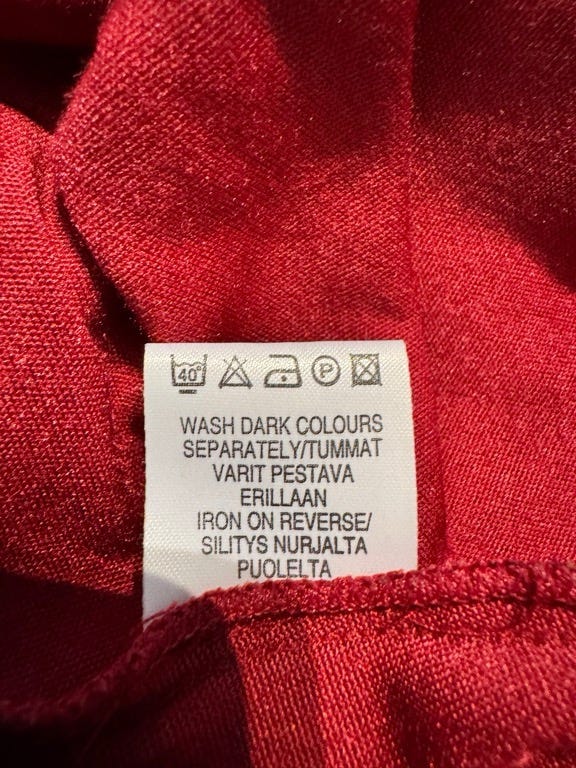 40°
P
WASH DARK COLOURS
SEPARATELY/TUMMAT
VARIT PESTAVA
ERILLAAN
IRON ON REVERSE/
SILITYS NURJALTA
PUOLELTA